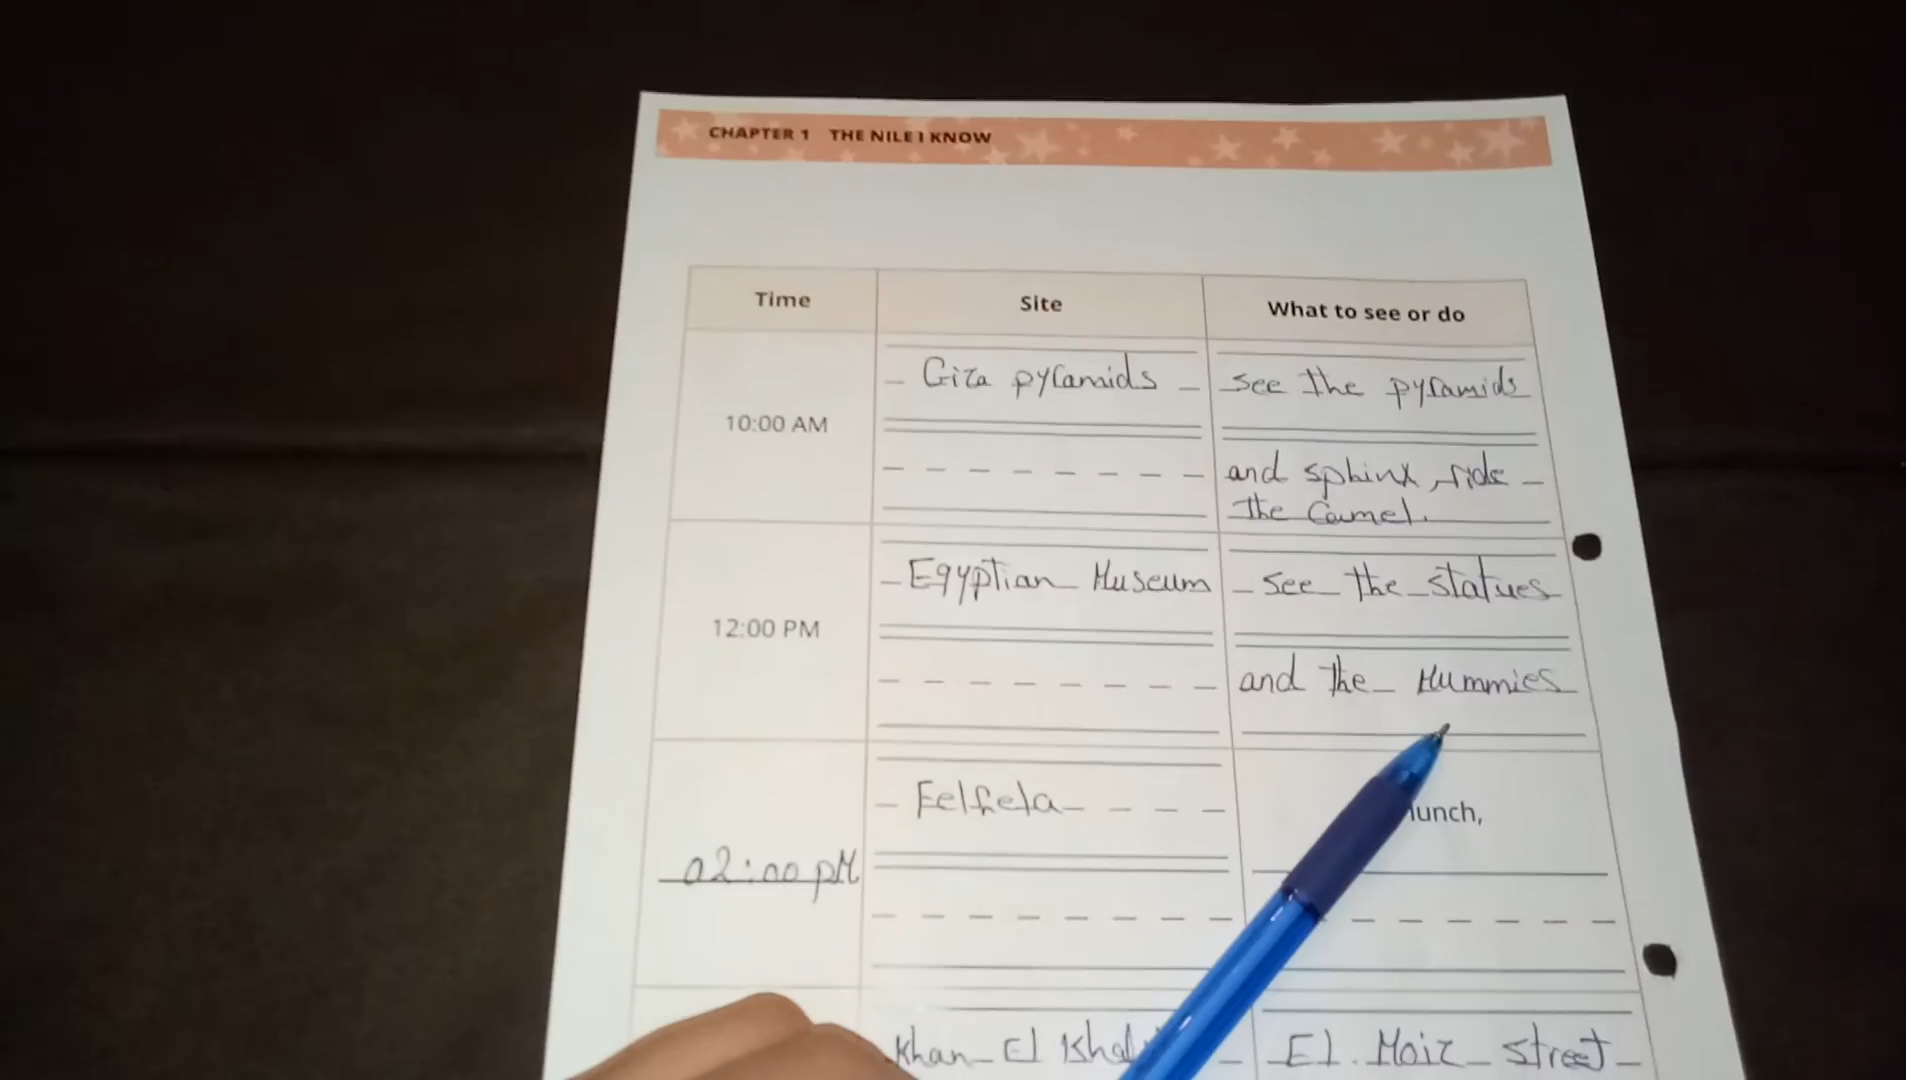 CHAPTER 1 THE NILE I KNOW
Time Site What to see or do
10:00 AM
Giza pyramids
see the pyramids
and sphinx, ride
the Camel.
12:00 PM
Egyptian Museum
see the statues
and the Mummies
02:00 PM
Felfela
lunch,
Khan El
El. Moiz street